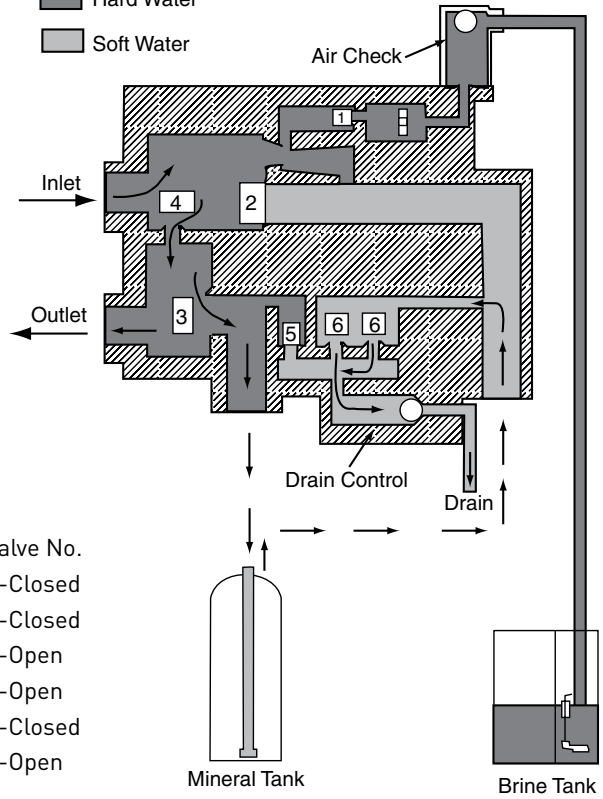 Hard Water
Soft Water
Air Check
1
Inlet
4
2
Outlet
3
5
6
6
Drain Control
Drain
alve No.
-Closed
-Closed
-Open
-Open
-Closed
-Open
Mineral Tank
Brine Tank